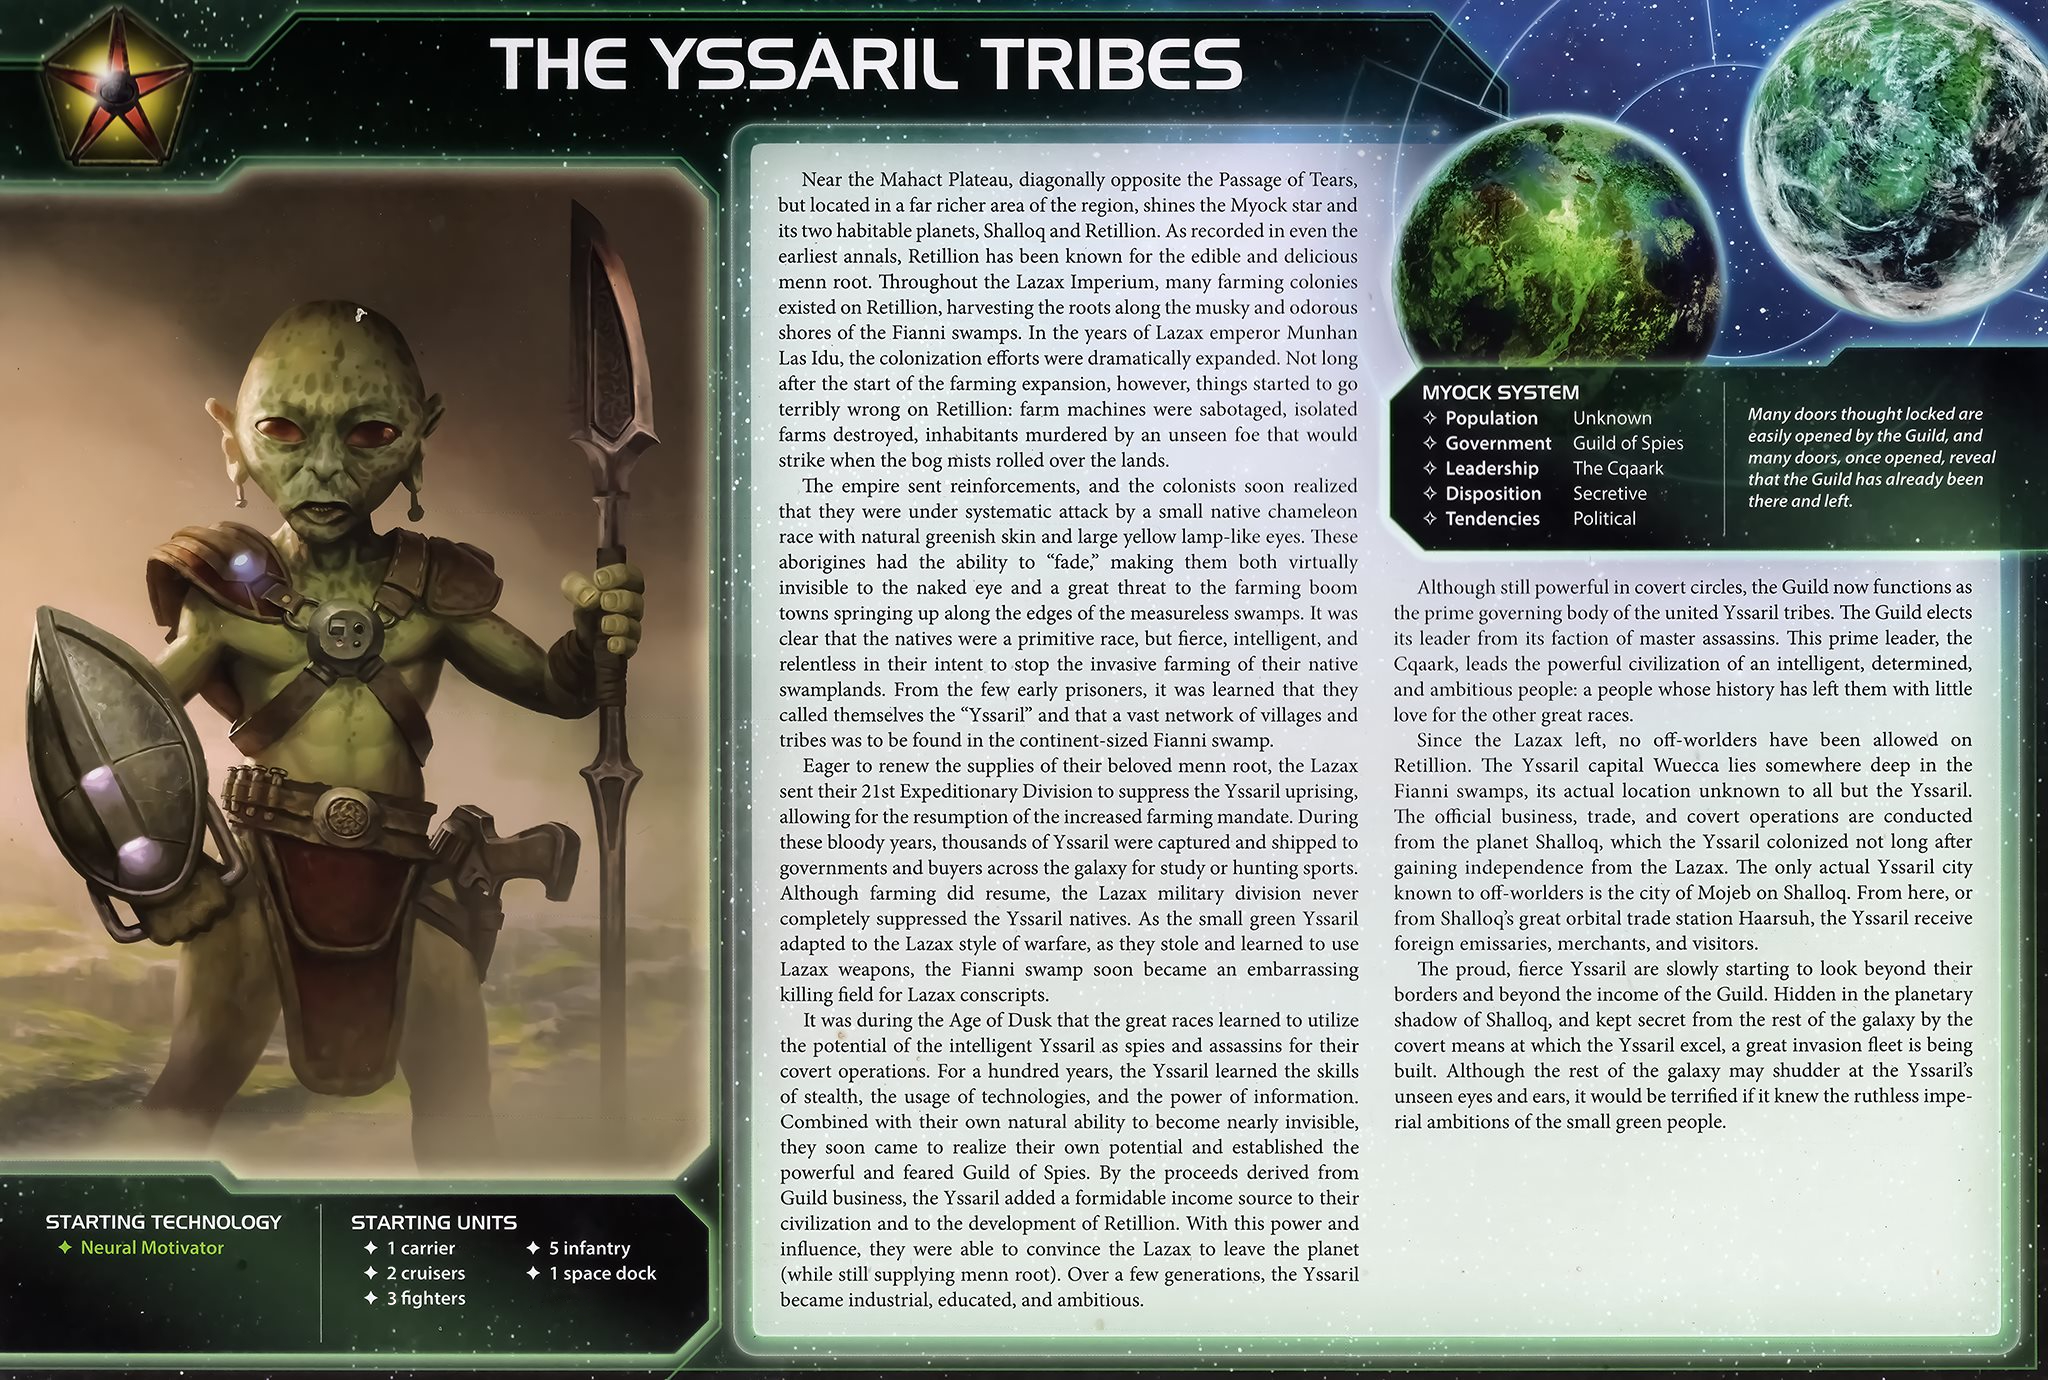 THE YSSARIL TRIBES
Near the Mahact Plateau, diagonally opposite the Passage of Tears,
but located in a far richer area of the region, shines the Myock star and
its two habitable planets, Shalloq and Retillion. As recorded in even the
earliest annals, Retillion has been known for the edible and delicious
menn root. Throughout the Lazax Imperium, many farming colonies
existed on Retillion, harvesting the roots along the musky and odorous
shores of the Fianni swamps. In the years of Lazax emperor Munhan
Las Idu, the colonization efforts were dramatically expanded. Not long
after the start of the farming expansion, however, things started to go
terribly wrong on Retillion: farm machines were sabotaged, isolated
farms destroyed, inhabitants murdered by an unseen foe that would
strike when the bog mists rolled over the lands.
The empire sent reinforcements, and the colonists soon realized
that they were under systematic attack by a small native chameleon
race with natural greenish skin and large yellow lamp-like eyes. These
aborigines had the ability to “fade,” making them both virtually
invisible to the naked eye and a great threat to the farming boom
towns springing up along the edges of the measureless swamps. It was
clear that the natives were a primitive race, but fierce, intelligent, and
relentless in their intent to stop the invasive farming of their native
swamplands. From the few early prisoners, it was learned that they
called themselves the “Yssaril” and that a vast network of villages and
tribes was to be found in the continent-sized Fianni swamp.
Eager to renew the supplies of their beloved menn root, the Lazax
sent their 21st Expeditionary Division to suppress the Yssaril uprising,
allowing for the resumption of the increased farming mandate. During
these bloody years, thousands of Yssaril were captured and shipped to
governments and buyers across the galaxy for study or hunting sports.
Although farming did resume, the Lazax military division never
completely suppressed the Yssaril natives. As the small green Yssaril
adapted to the Lazax style of warfare, as they stole and learned to use
Lazax weapons, the Fianni swamp soon became an embarrassing
killing field for Lazax conscripts.
It was during the Age of Dusk that the great races learned to utilize
the potential of the intelligent Yssaril as spies and assassins for their
covert operations. For a hundred years, the Yssaril learned the skills
of stealth, the usage of technologies, and the power of information.
Combined with their own natural ability to become nearly invisible,
they soon came to realize their own potential and established the
powerful and feared Guild of Spies. By the proceeds derived from
Guild business, the Yssaril added a formidable income source to their
civilization and to the development of Retillion. With this power and
influence, they were able to convince the Lazax to leave the planet
(while still supplying menn root). Over a few generations, the Yssaril
became industrial, educated, and ambitious.
MYOCK SYSTEM
Population Unknown
Government Guild of Spies
Leadership The Cqaark
Disposition Secretive
Tendencies Political
Many doors thought locked are
easily opened by the Guild, and
many doors, once opened, reveal
that the Guild has already been
there and left.
Although still powerful in covert circles, the Guild now functions as
the prime governing body of the united Yssaril tribes. The Guild elects
its leader from its faction of master assassins. This prime leader, the
Cqaark, leads the powerful civilization of an intelligent, determined,
and ambitious people: a people whose history has left them with little
love for the other great races.
Since the Lazax left, no off-worlders have been allowed on
Retillion. The Yssaril capital Wuecca lies somewhere deep in the
Fianni swamps, its actual location unknown to all but the Yssaril.
The official business, trade, and covert operations are conducted
from the planet Shalloq, which the Yssaril colonized not long after
gaining independence from the Lazax. The only actual Yssaril city
known to off-worlders is the city of Mojeb on Shalloq. From here, or
from Shalloq’s great orbital trade station Haarsuh, the Yssaril receive
foreign emissaries, merchants, and visitors.
The proud, fierce Yssaril are slowly starting to look beyond their
borders and beyond the income of the Guild. Hidden in the planetary
shadow of Shalloq, and kept secret from the rest of the galaxy by the
covert means at which the Yssaril excel, a great invasion fleet is being
built. Although the rest of the galaxy may shudder at the Yssaril’s
unseen eyes and ears, it would be terrified if it knew the ruthless impe-
rial ambitions of the small green people.
STARTING TECHNOLOGY
Neural Motivator
STARTING UNITS
1 carrier
2 cruisers
3 fighters
5 infantry
1 space dock